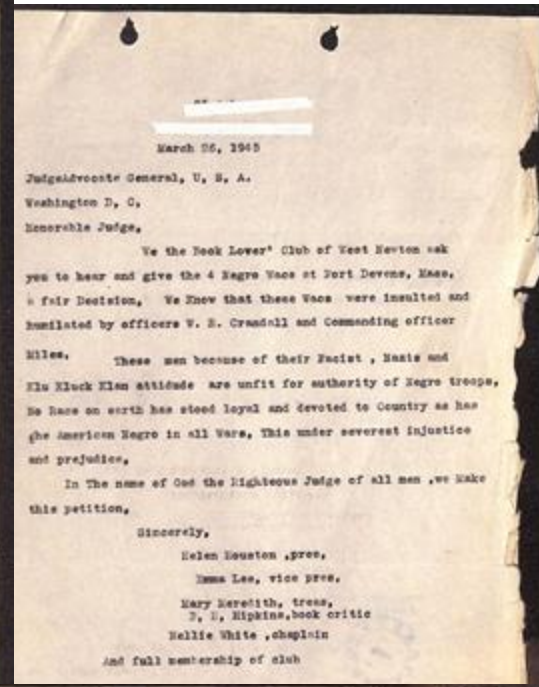 March 26, 1945
JudgeAdvocate General, U, S, A.
Washington D, C,
Honorable Judge,
We the Book Lover' Club of West Newton ask
you to hear and give the 4 Negro Wacs at Fort Devens, Mass.
a fair Decision, We Know that these Wacs were insulted and
humilated by officers W. E. Crandall and Commanding officer
Miles. These men because of their Facist , Nazis and
Klu Kluck Klan attidude are unfit for authority of Negro troops,
No Race on earth has stood loyal and devoted to Country as has
the American Negro in all Wars, This under severest injustice
and prejudice,
In The name of God the Righteous Judge of all men ,we Make
this petition,
Sincerely,
Helen Houston ,pres,
Emma Lee, vice pres,
Mary Meredith, treas,
Hipkins,book critic
Nellie White ,chaplain
And full membership of club